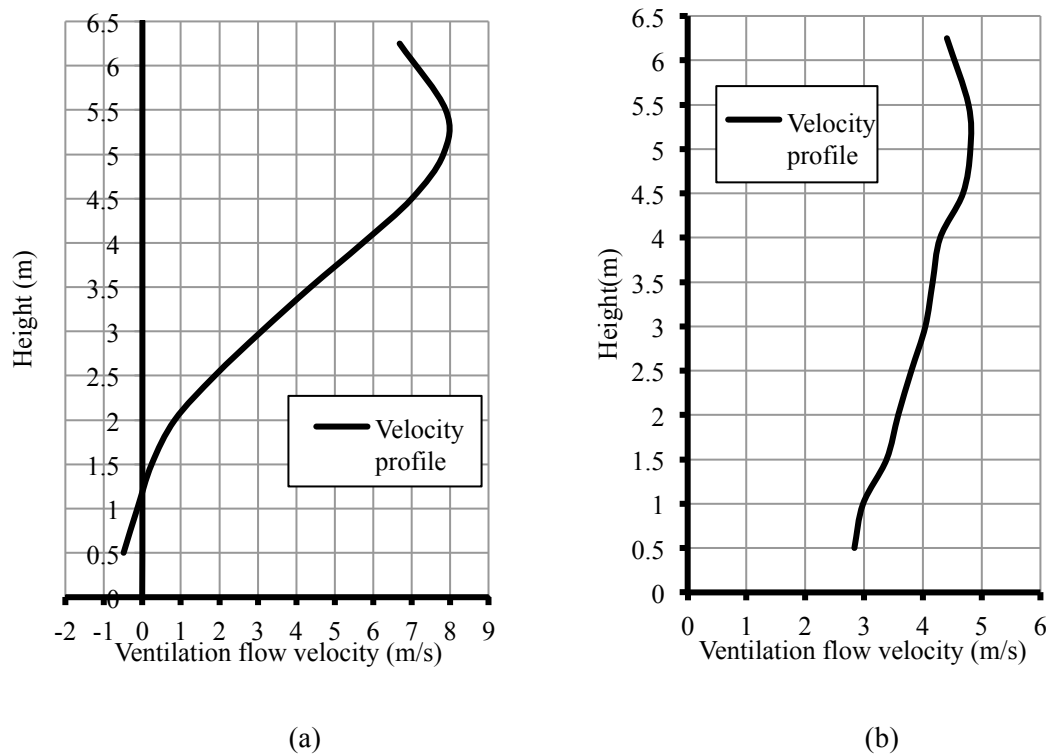 6.5
6
5.5
5
4.5
4
3.5
3
2.5
2
1.5
1
0.5
0
Height (m)
-2 -1 0 1 2 3 4 5 6 7 8 9
Ventilation flow velocity (m/s)
Velocity
profile
(a)
6.5
6
5.5
5
4.5
4
3.5
3
2.5
2
1.5
1
0.5
0
Height(m)
0 1 2 3 4 5 6
Ventilation flow velocity (m/s)
Velocity
profile
(b)